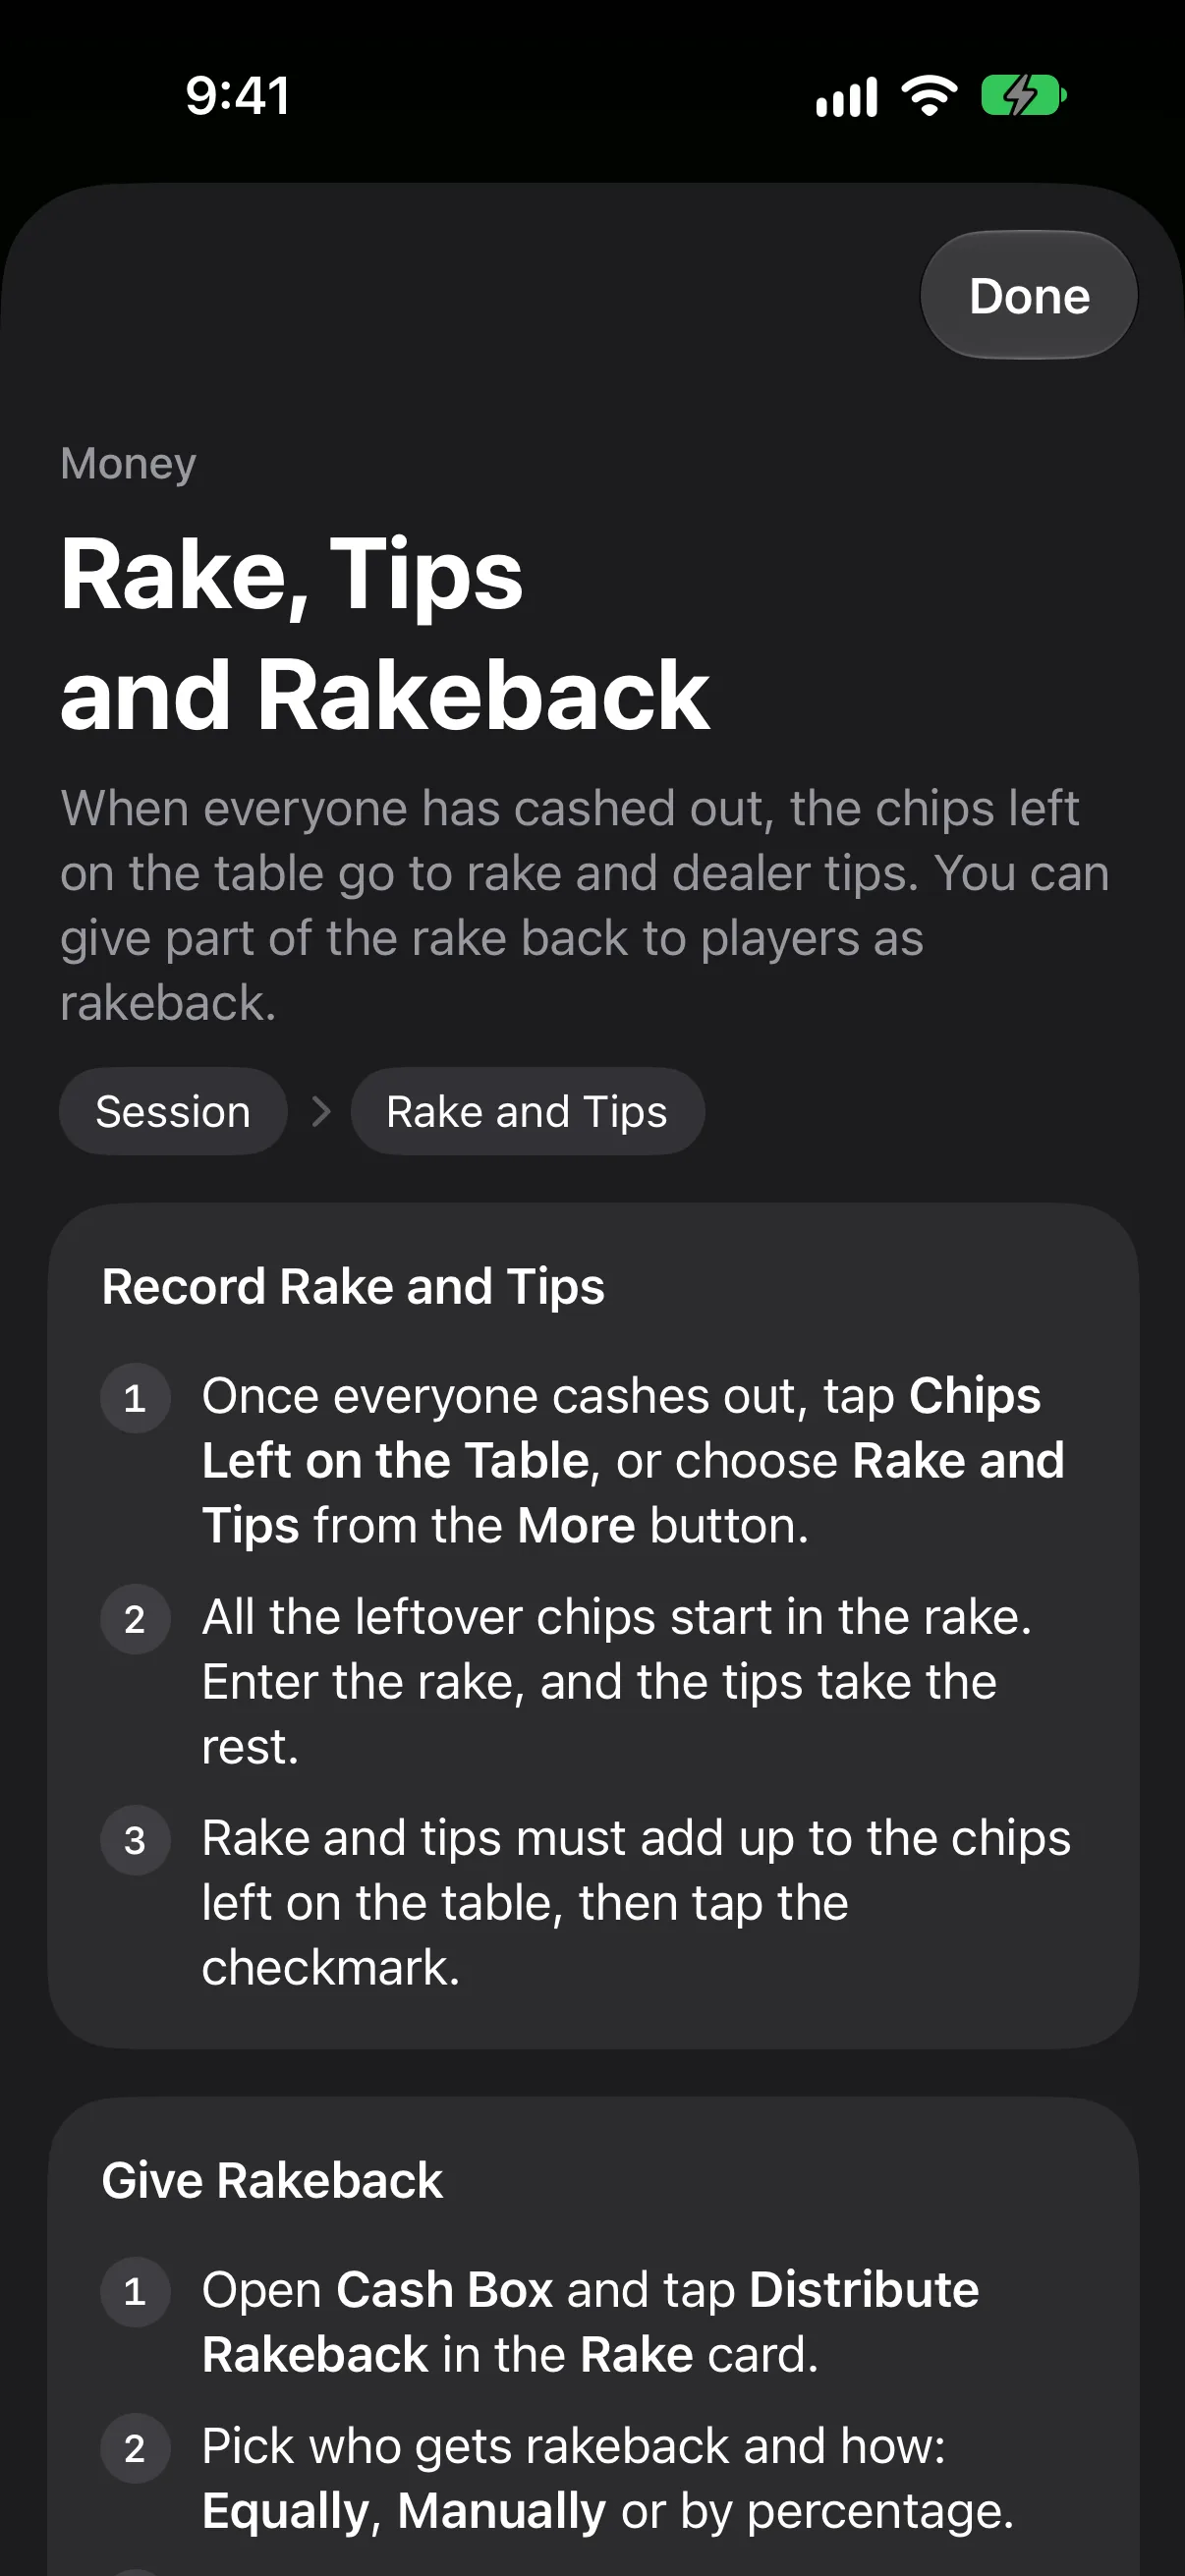 9:41
Done
Money
Rake, Tips
and Rakeback
When everyone has cashed out, the chips left
on the table go to rake and dealer tips. You can
give part of the rake back to players as
rakeback.
Session > Rake and Tips
Record Rake and Tips
1 Once everyone cashes out, tap Chips
Left on the Table, or choose Rake and
Tips from the More button.
2 All the leftover chips start in the rake.
Enter the rake, and the tips take the
rest.
3 Rake and tips must add up to the chips
left on the table, then tap the
checkmark.
Give Rakeback
1 Open Cash Box and tap Distribute
Rakeback in the Rake card.
2 Pick who gets rakeback and how:
Equally, Manually or by percentage.